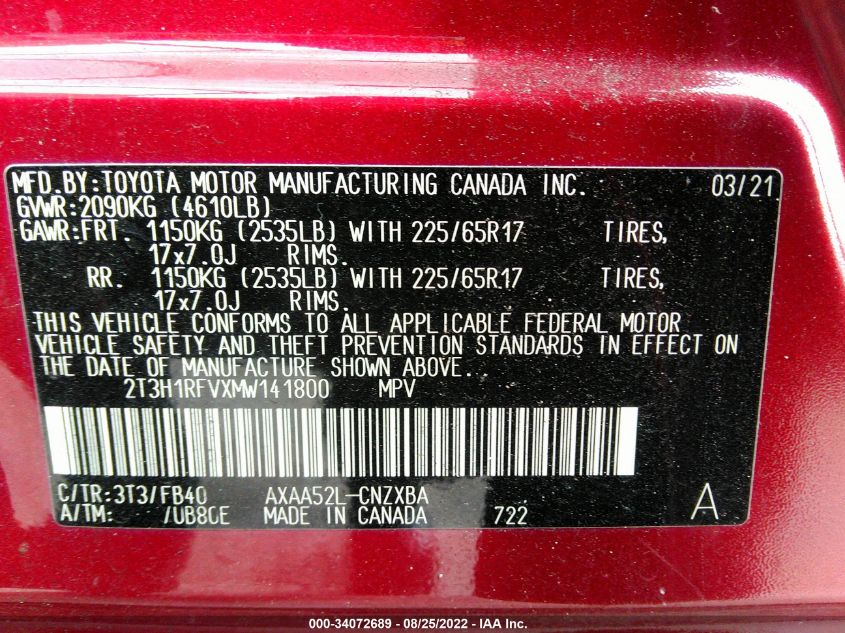 MFD.BY:TOYOTA MOTOR MANUFACTURING CANADA INC. 03/21
GVWR:2090KG (4610LB)
GAWR:FRT. 1150KG (2535LB) WITH 225/65R17 TIRES,
17x7.0J RIMS.
RR. 1150KG (2535LB) WITH 225/65R17 TIRES,
17x7.0J RIMS.
THIS VEHICLE CONFORMS TO ALL APPLICABLE FEDERAL MOTOR
VEHICLE SAFETY AND THEFT PREVENTION STANDARDS IN EFFECT ON
THE DATE OF MANUFACTURE SHOWN ABOVE.
2T3H1RFVXMW141800 MPV
C/TR:3T3/FB40 AXAA52L-CNZXBA A
A/TM: /UB80E MADE IN CANADA 722
000-34072689 - 08/25/2022 - IAA Inc.